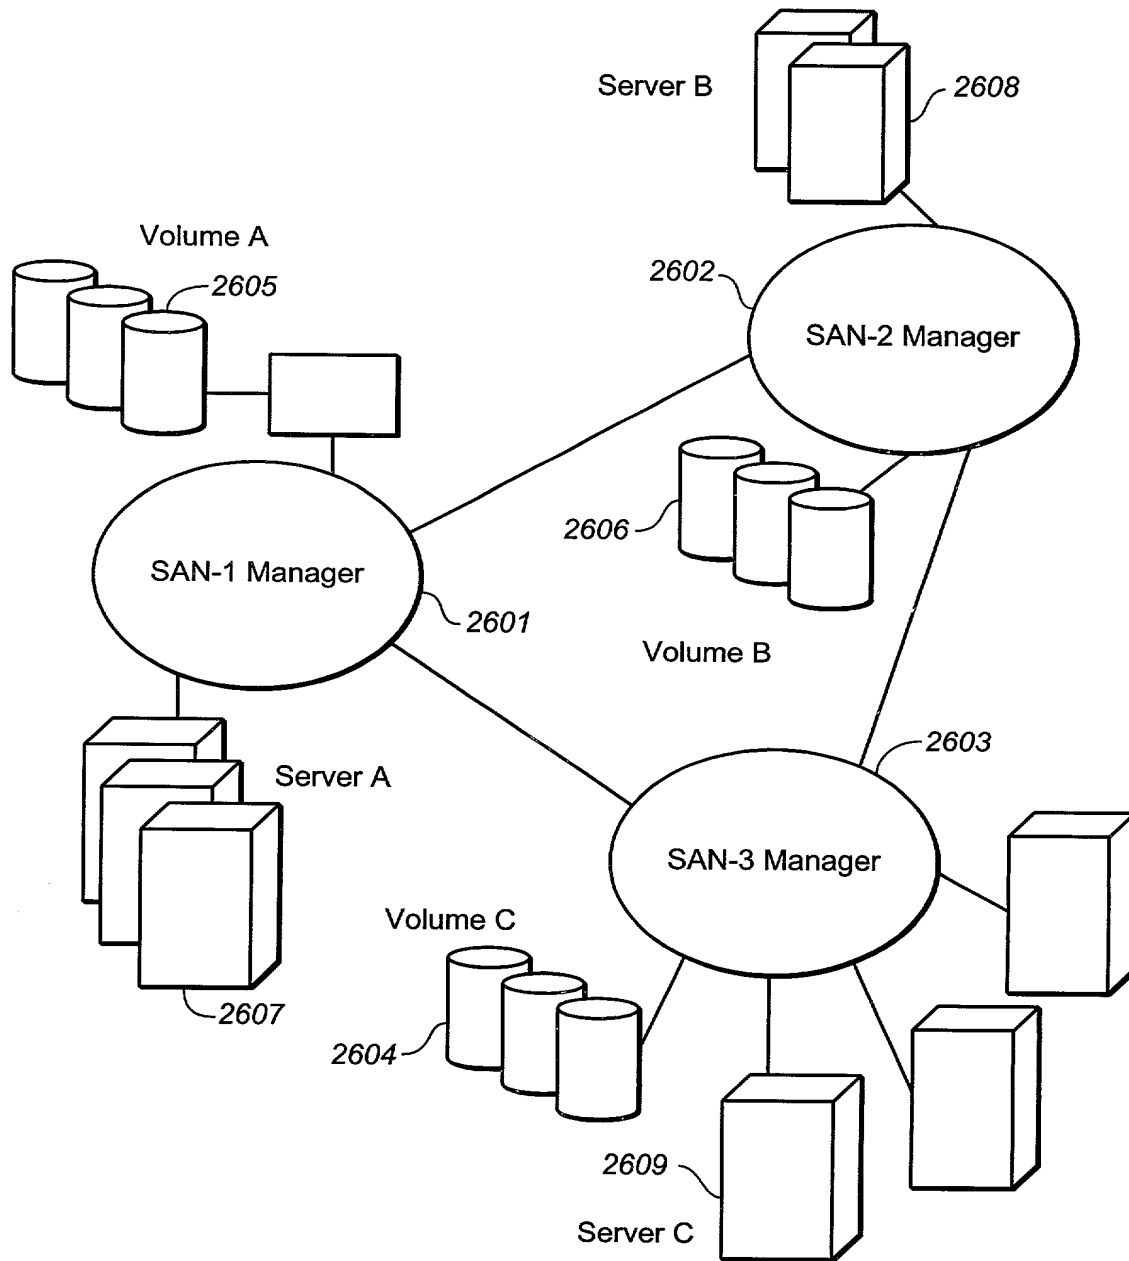 Server B
2608
Volume A
2605
2602
SAN-2 Manager
2606
SAN-1 Manager
2601
Volume B
2603
Server A
SAN-3 Manager
Volume C
2607
2604
2609
Server C